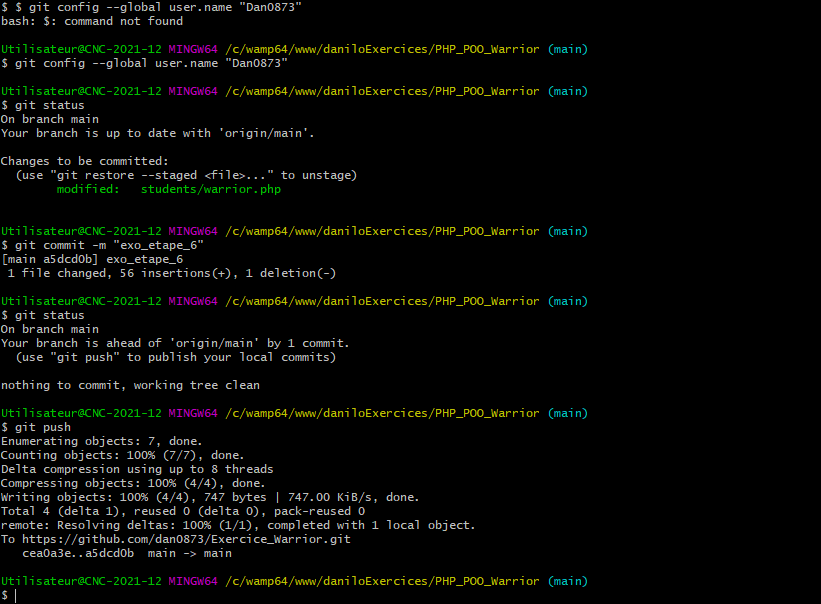 $ $ git config --global user.name "Dan0873"
bash: $: command not found
Utilisateur@CNC-2021-12 MINGW64 /c/wamp64/www/daniloExercices/PHP_POO_Warrior (main)
$ git config --global user.name "Dan0873"
Utilisateur@CNC-2021-12 MINGW64 /c/wamp64/www/daniloExercices/PHP_POO_Warrior (main)
$ git status
On branch main
Your branch is up to date with 'origin/main'.
Changes to be committed:
  (use "git restore --staged <file>..." to unstage)
        modified:   students/warrior.php
Utilisateur@CNC-2021-12 MINGW64 /c/wamp64/www/daniloExercices/PHP_POO_Warrior (main)
$ git commit -m "exo_etape_6"
[main a5dcd0b] exo_etape_6
 1 file changed, 56 insertions(+), 1 deletion(-)
Utilisateur@CNC-2021-12 MINGW64 /c/wamp64/www/daniloExercices/PHP_POO_Warrior (main)
$ git status
On branch main
Your branch is ahead of 'origin/main' by 1 commit.
  (use "git push" to publish your local commits)
nothing to commit, working tree clean
Utilisateur@CNC-2021-12 MINGW64 /c/wamp64/www/daniloExercices/PHP_POO_Warrior (main)
$ git push
Enumerating objects: 7, done.
Counting objects: 100% (7/7), done.
Delta compression using up to 8 threads
Compressing objects: 100% (4/4), done.
Writing objects: 100% (4/4), 747 bytes | 747.00 KiB/s, done.
Total 4 (delta 1), reused 0 (delta 0), pack-reused 0
remote: Resolving deltas: 100% (1/1), completed with 1 local object.
To https://github.com/dan0873/Exercice_Warrior.git
   cea0a3e..a5dcd0b  main -> main
Utilisateur@CNC-2021-12 MINGW64 /c/wamp64/www/daniloExercices/PHP_POO_Warrior (main)
$